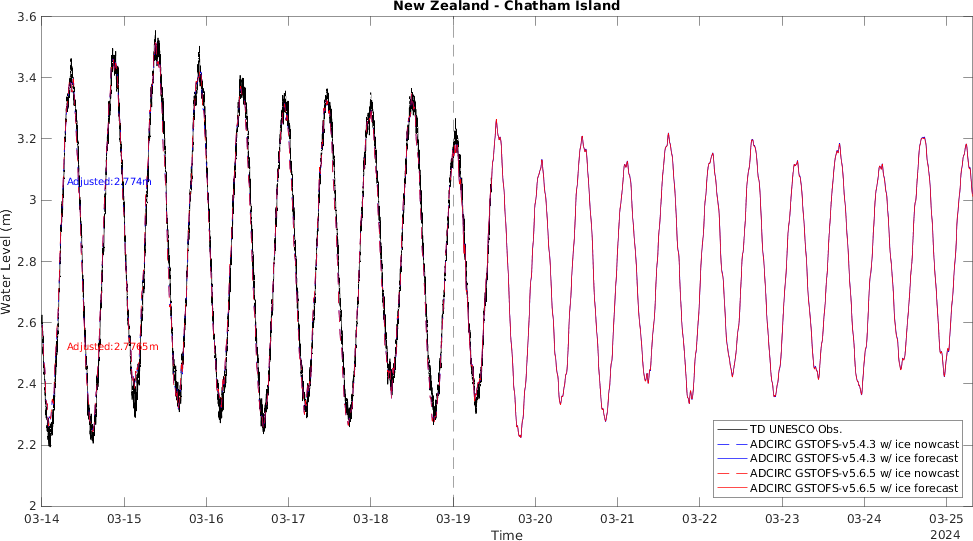 New Zealand - Chatham Island
3.6
3.4
3.2
3
2.8
2.6
2.4
2.2
2
Water Level (m)
Adjusted:2.774m
Adjusted:2.7765m
TD UNESCO Obs.
ADCIRC GSTOFS-v5.4.3 w/ ice nowcast
ADCIRC GSTOFS-v5.4.3 w/ ice forecast
ADCIRC GSTOFS-v5.6.5 w/ ice nowcast
ADCIRC GSTOFS-v5.6.5 w/ ice forecast
03-14 03-15 03-16 03-17 03-18 03-19 03-20 03-21 03-22 03-23 03-24 03-25
Time
2024